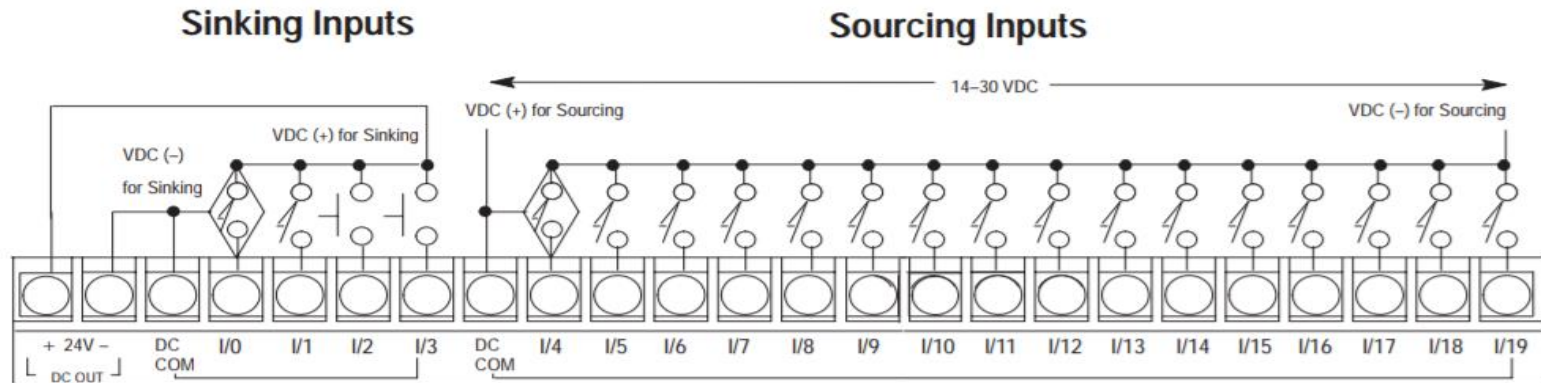 Sinking Inputs
Sourcing Inputs
14–30 VDC
VDC (+) for Sourcing
VDC (–) for Sourcing
VDC (+) for Sinking
VDC (–)
for Sinking
+ 24V –
DC OUT
DC
COM
I/0
I/1
I/2
I/3
DC
COM
I/4
I/5
I/6
I/7
I/8
I/9
I/10
I/11
I/12
I/13
I/14
I/15
I/16
I/17
I/18
I/19